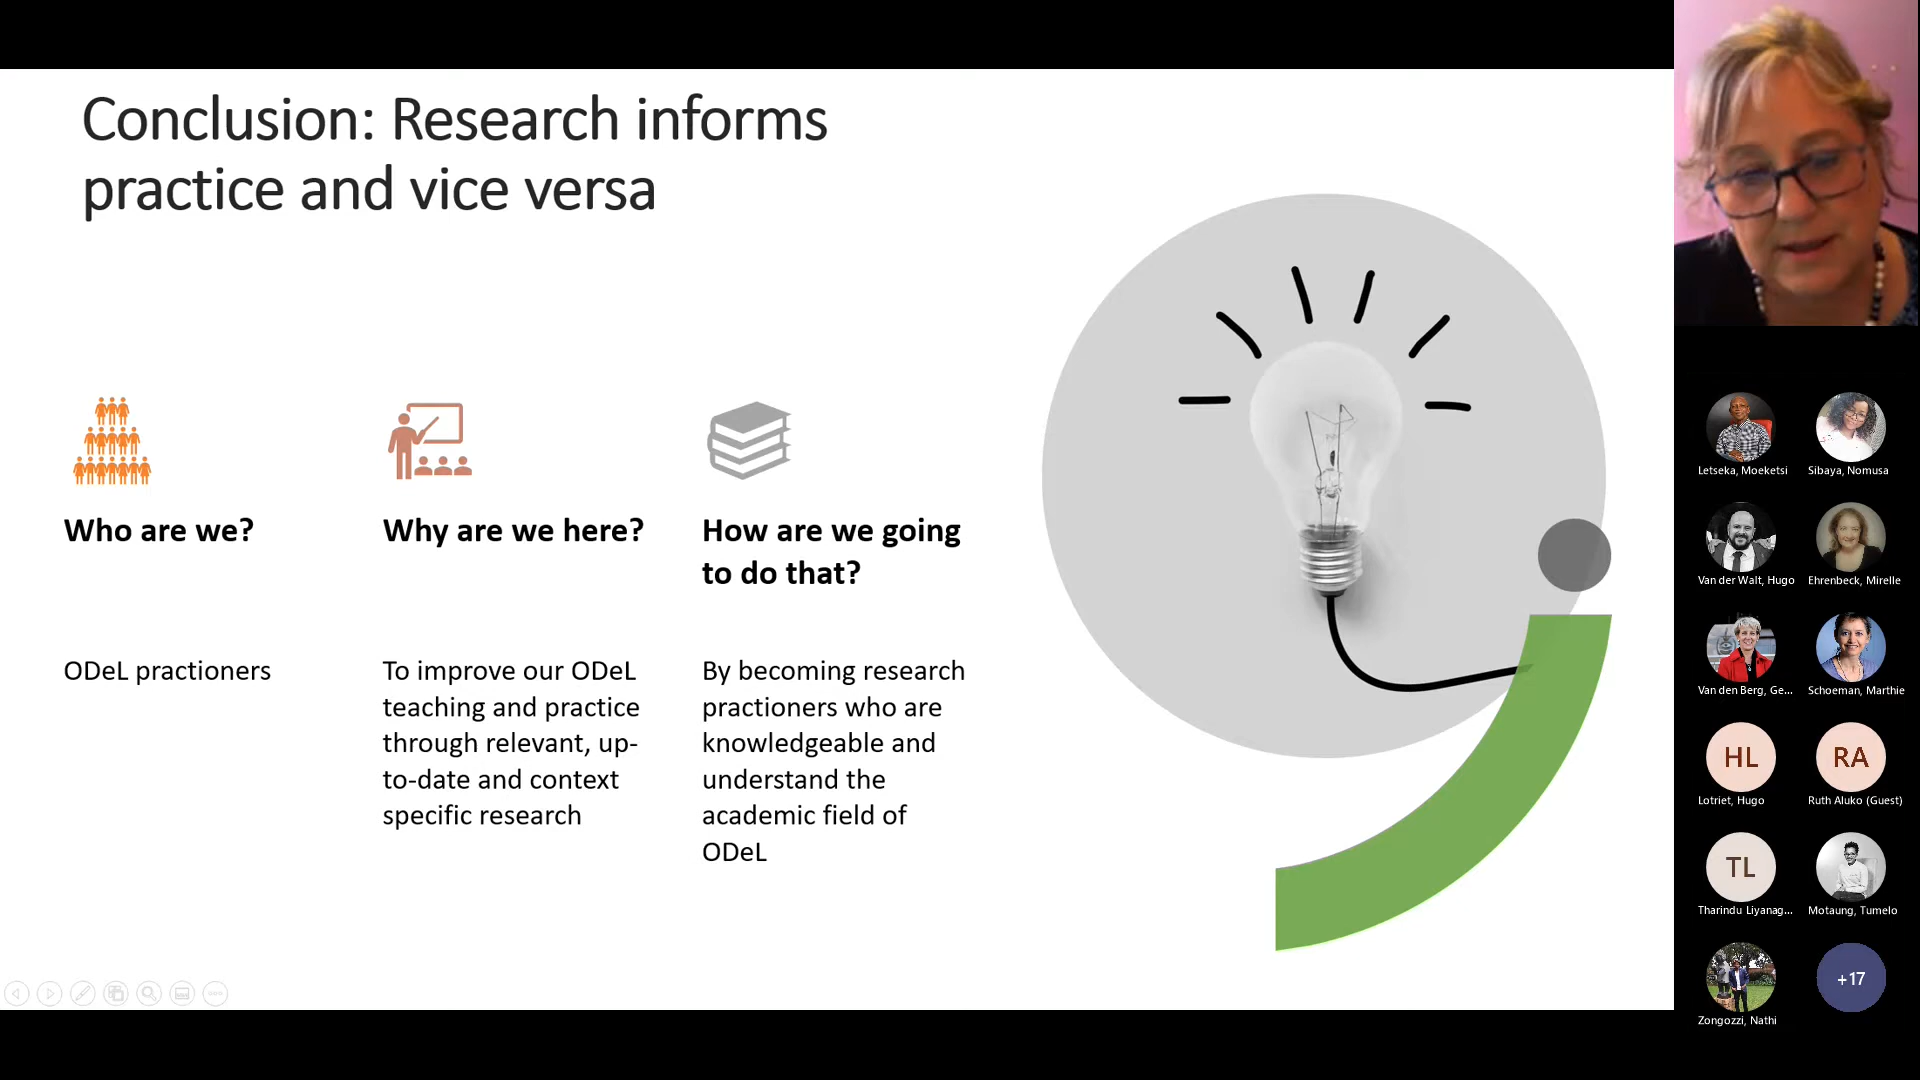 Conclusion: Research informs
practice and vice versa
Who are we?
ODeL practioners
Why are we here?
To improve our ODeL
teaching and practice
through relevant, up-
to-date and context
specific research
How are we going
to do that?
By becoming research
practioners who are
knowledgeable and
understand the
academic field of
ODeL
Letseka, Moeketsi
Sibaya, Nomusa
Van der Walt, Hugo
Ehrenbeck, Mirelle
Van den Berg, Ge...
Schoeman, Marthie
HL
Lotriet, Hugo
RA
Ruth Aluko (Guest)
TL
Tharindu Liyanag...
Motaung, Tumelo
Zongozzi, Nathi
+17